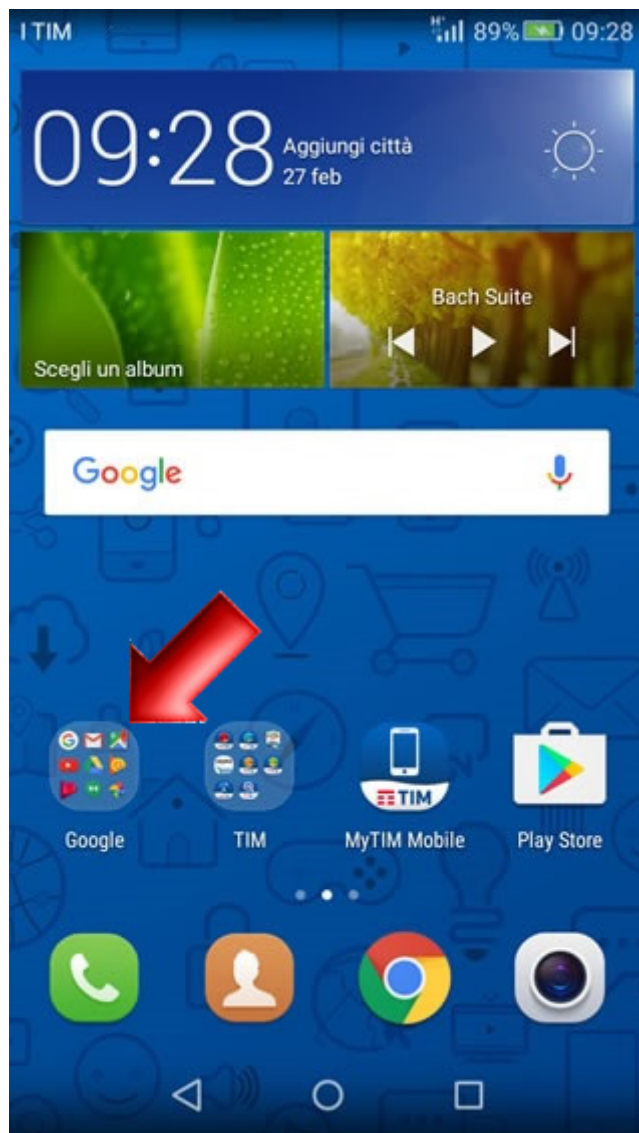 I TIM
H+ 89% 09:28
09:28
Aggiungi città
27 feb
Scegli un album
Bach Suite
Google
TIM
Google
TIM
MyTIM Mobile
Play Store